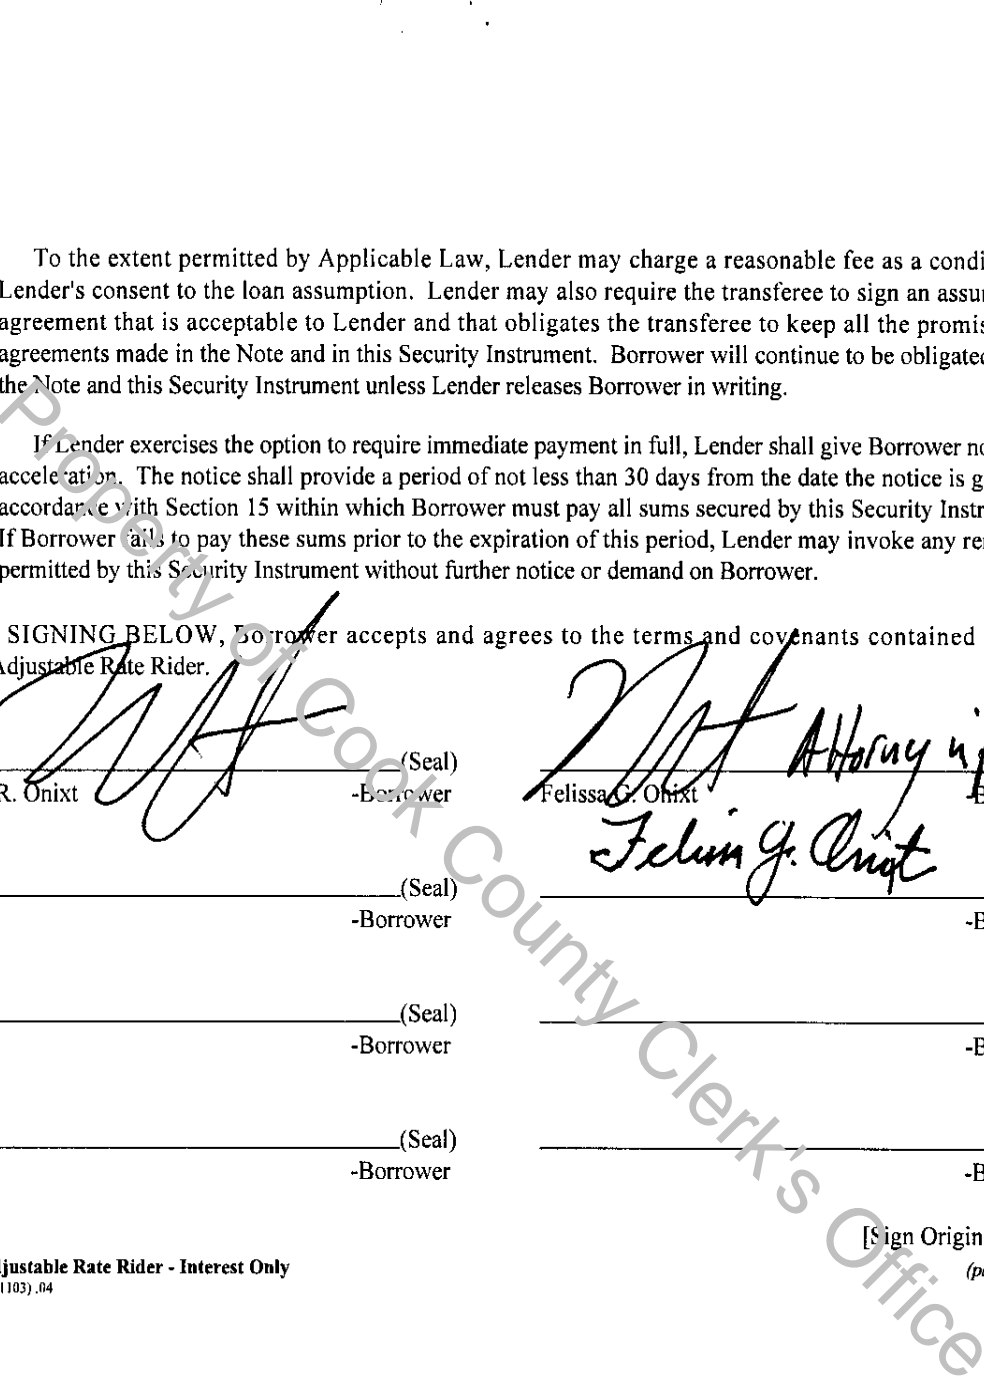 To the extent permitted by Applicable Law, Lender may charge a reasonable fee as a condi
Lender's consent to the loan assumption. Lender may also require the transferee to sign an assu
agreement that is acceptable to Lender and that obligates the transferee to keep all the promis
agreements made in the Note and in this Security Instrument. Borrower will continue to be obligated
the Note and this Security Instrument unless Lender releases Borrower in writing.
If Lender exercises the option to require immediate payment in full, Lender shall give Borrower no
acceleration. The notice shall provide a period of not less than 30 days from the date the notice is g
accordance with Section 15 within which Borrower must pay all sums secured by this Security Instr
If Borrower fails to pay these sums prior to the expiration of this period, Lender may invoke any re
permitted by this Security Instrument without further notice or demand on Borrower.
SIGNING BELOW, Borrower accepts and agrees to the terms and covenants contained
Adjustable Rate Rider.
Attorny in
(Seal)
R. Onixt -Borrower Felissa G. Onixt -B
(Seal)
-Borrower -B
(Seal)
-Borrower -B
(Seal)
-Borrower -B
[Sign Origin
justable Rate Rider - Interest Only
1103).04 (p
Property of Cook County Clerk's Office